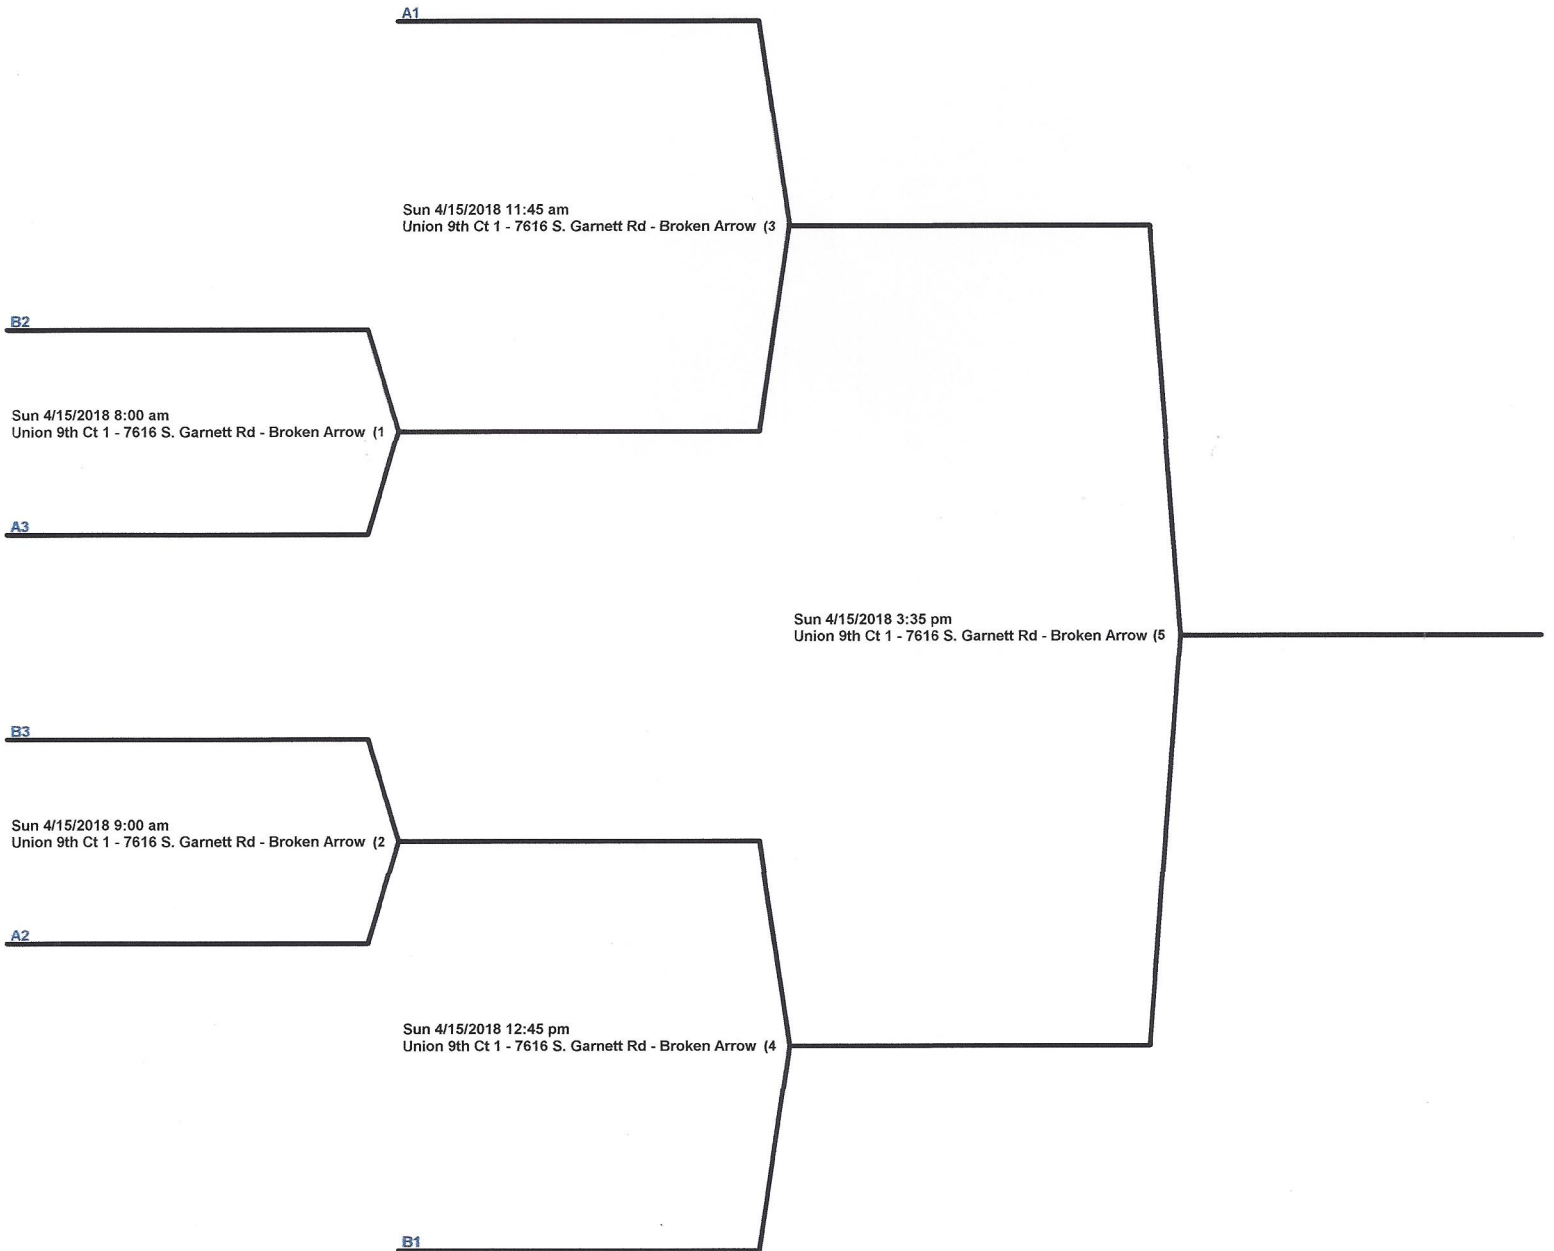 A1
Sun 4/15/2018 11:45 am
Union 9th Ct 1 - 7616 S. Garnett Rd - Broken Arrow (3
B2
Sun 4/15/2018 8:00 am
Union 9th Ct 1 - 7616 S. Garnett Rd - Broken Arrow (1
A3
Sun 4/15/2018 3:35 pm
Union 9th Ct 1 - 7616 S. Garnett Rd - Broken Arrow (5
B3
Sun 4/15/2018 9:00 am
Union 9th Ct 1 - 7616 S. Garnett Rd - Broken Arrow (2
A2
Sun 4/15/2018 12:45 pm
Union 9th Ct 1 - 7616 S. Garnett Rd - Broken Arrow (4
B1